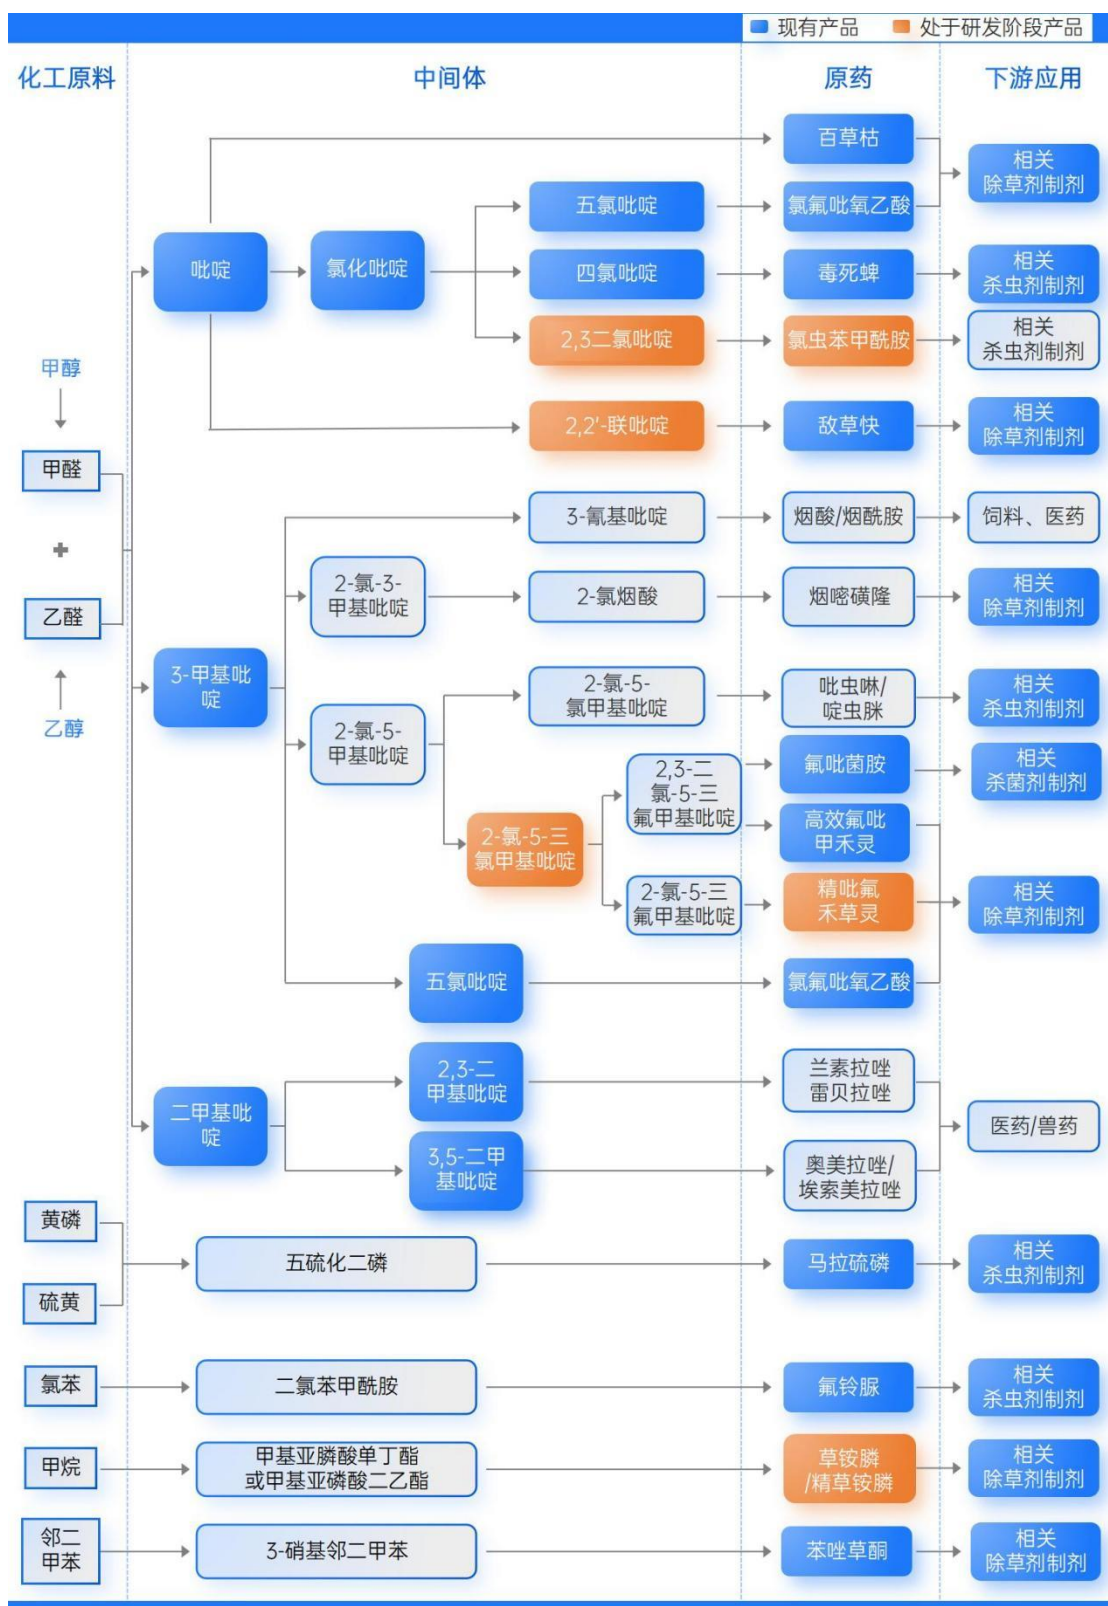 现有产品
处于研发阶段产品
化工原料
中间体
原药
下游应用
百草枯
相关
除草剂制剂
五氯吡啶
氯氟吡氧乙酸
吡啶
氯化吡啶
四氯吡啶
毒死蜱
相关
杀虫剂制剂
2,3二氯吡啶
氯虫苯甲酰胺
相关
杀虫剂制剂
甲醇
2,2'-联吡啶
敌草快
相关
除草剂制剂
甲醛
3-氰基吡啶
烟酸/烟酰胺
饲料、医药
乙醛
2-氯-3-
甲基吡啶
2-氯烟酸
烟嘧磺隆
相关
除草剂制剂
3-甲基吡
啶
2-氯-5-
氯甲基吡啶
吡虫啉/
啶虫脒
相关
杀虫剂制剂
乙醇
2-氯-5-
甲基吡啶
2,3-二
氯-5-三
氟甲基吡啶
氟吡菌胺
相关
杀菌剂制剂
2-氯-5-三
氯甲基吡啶
高效氟吡
甲禾灵
2-氯-5-三
氟甲基吡啶
精吡氟
禾草灵
相关
除草剂制剂
五氯吡啶
氯氟吡氧乙酸
二甲基吡
啶
2,3-二
甲基吡啶
兰素拉唑
雷贝拉唑
医药/兽药
3,5-二甲
基吡啶
奥美拉唑/
埃索美拉唑
黄磷
五硫化二磷
马拉硫磷
相关
杀虫剂制剂
硫黄
氯苯
二氯苯甲酰胺
氟铃脲
相关
杀虫剂制剂
甲烷
甲基亚膦酸单丁酯
或甲基亚磷酸二乙酯
草铵膦
/精草铵膦
相关
除草剂制剂
邻二
甲苯
3-硝基邻二甲苯
苯唑草酮
相关
除草剂制剂